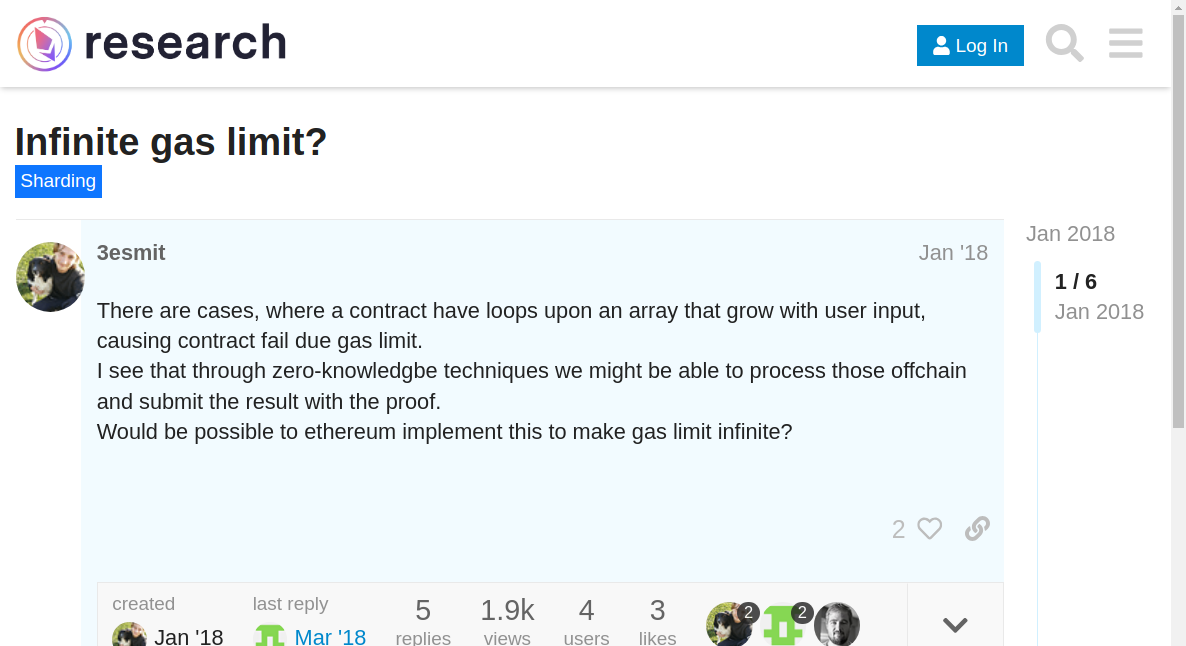 research
Log In
Infinite gas limit?
Sharding
3esmit
Jan '18
There are cases, where a contract have loops upon an array that grow with user input,
causing contract fail due gas limit.
I see that through zero-knowledgbe techniques we might be able to process those offchain
and submit the result with the proof.
Would be possible to ethereum implement this to make gas limit infinite?
2
Jan 2018
1 / 6
Jan 2018
created
Jan '18
last reply
Mar '18
5
replies
1.9k
views
4
users
3
likes
2
2